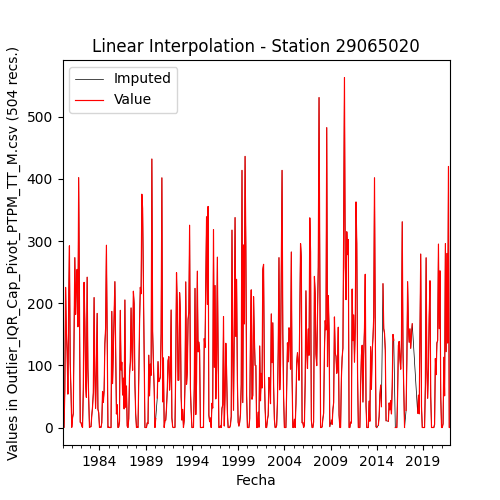 Linear Interpolation - Station 29065020
Imputed
Value
Values in Outlier_IQR_Cap_Pivot_PTPM_TT_M.csv (504 recs.)
500
400
300
200
100
0
1984 1989 1994 1999 2004 2009 2014 2019
Fecha